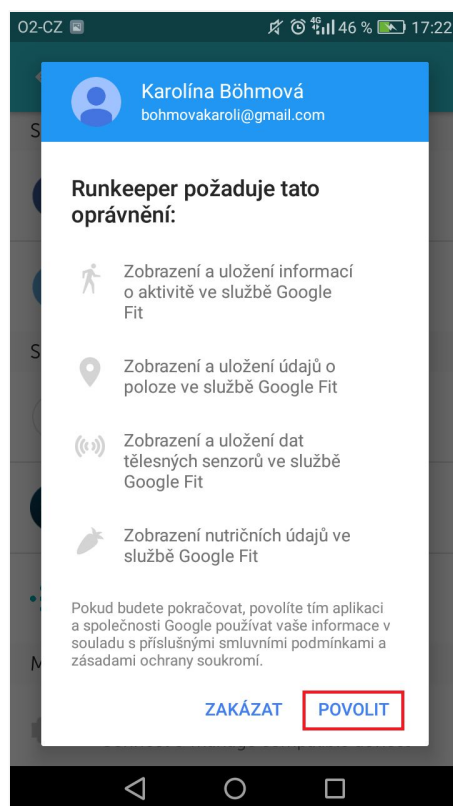 O2-CZ 4G 46 % 17:22
Karolína Böhmová
bohmovakaroli@gmail.com
S
Runkeeper požaduje tato
oprávnění:
Zobrazení a uložení informací
o aktivitě ve službě Google
Fit
S
Zobrazení a uložení údajů o
poloze ve službě Google Fit
Zobrazení a uložení dat
tělesných senzorů ve službě
Google Fit
Zobrazení nutričních údajů ve
službě Google Fit
Pokud budete pokračovat, povolíte tím aplikaci
a společnosti Google používat vaše informace v
souladu s příslušnými smluvními podmínkami a
zásadami ochrany soukromí.
M
ZAKÁZAT POVOLIT